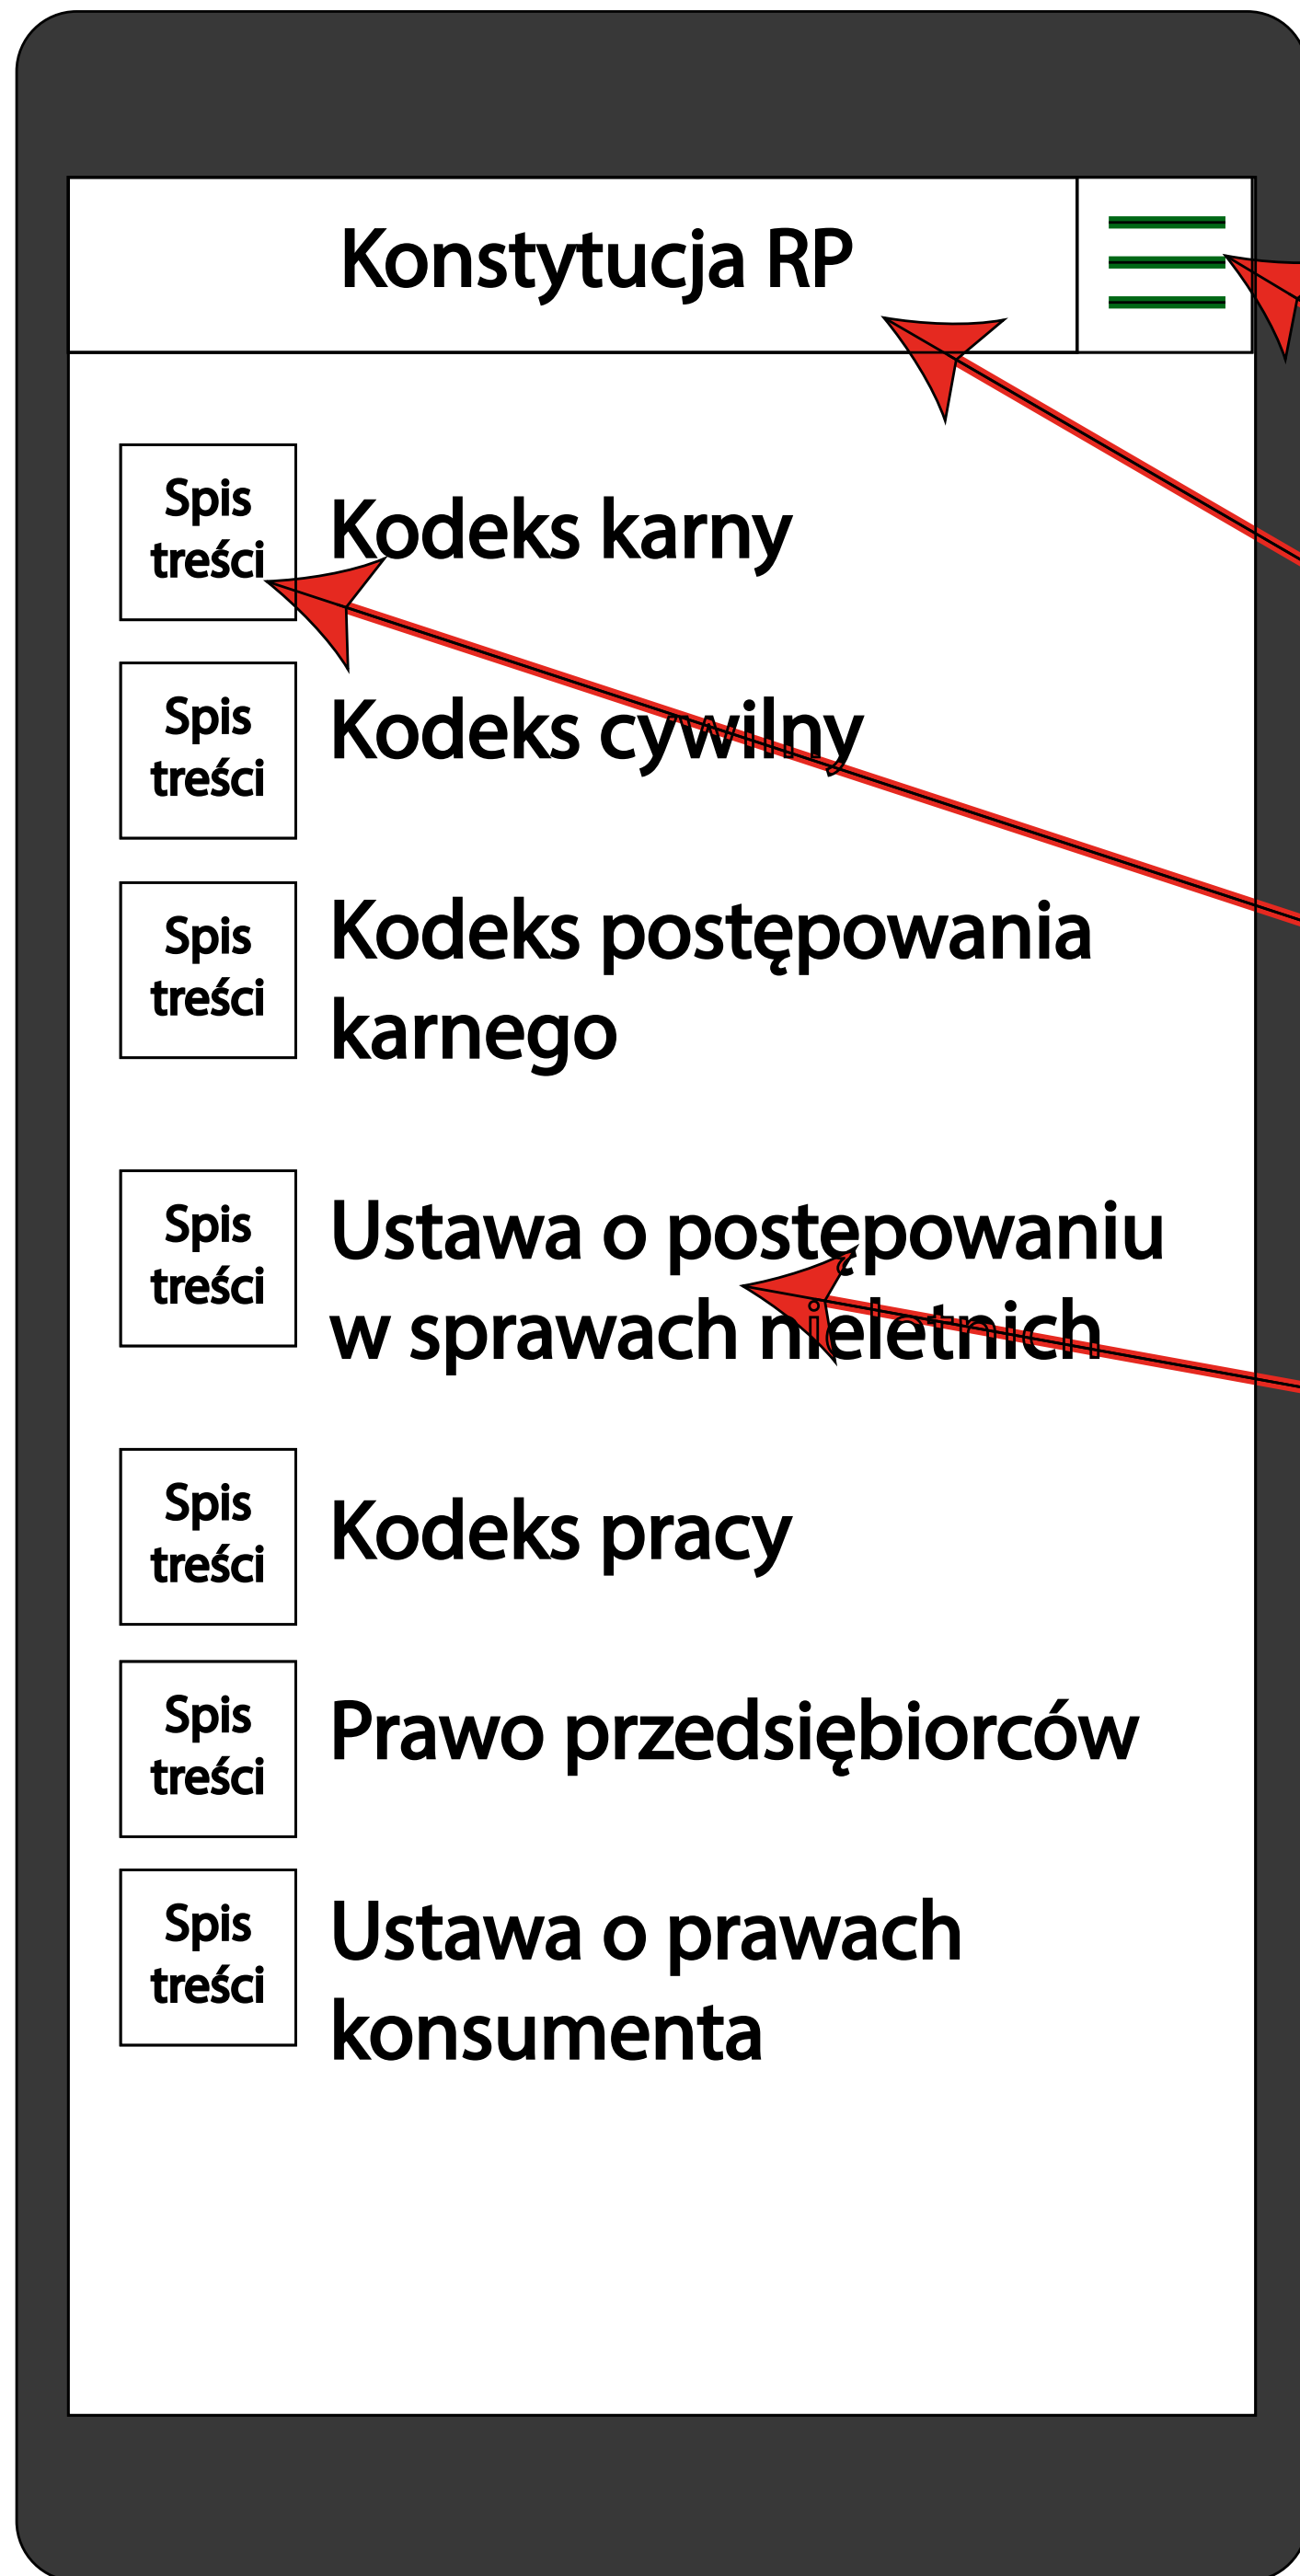 Konstytucja RP
Spis
treści
Kodeks karny
Spis
treści
Kodeks cywilny
Spis
treści
Kodeks postępowania
karnego
Spis
treści
Ustawa o postępowaniu
w sprawach nieletnich
Spis
treści
Kodeks pracy
Spis
treści
Prawo przedsiębiorców
Spis
treści
Ustawa o prawach
konsumenta